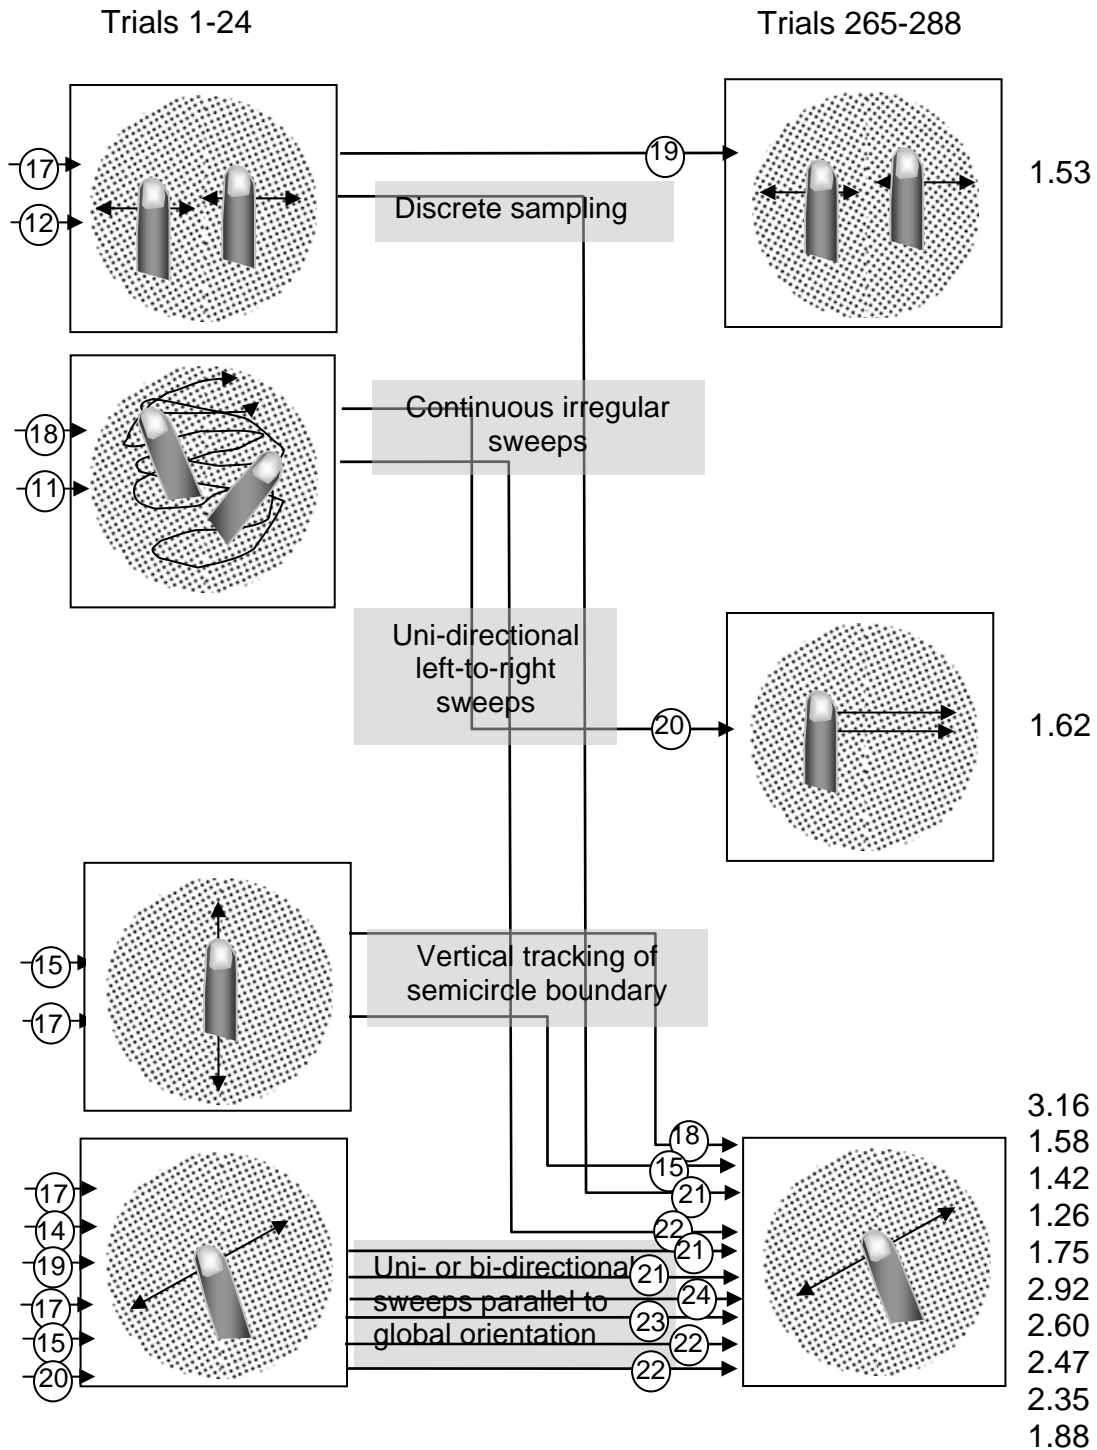 Trials 1-24
Trials 265-288
17
12
19
1.53
Discrete sampling
18
11
Continuous irregular
sweeps
Uni-directional
left-to-right
sweeps
20
1.62
15
17
Vertical tracking of
semicircle boundary
17
14
19
17
15
20
18
15
21
22
21
21
24
23
22
22
Uni- or bi-directional
sweeps parallel to
global orientation
3.16
1.58
1.42
1.26
1.75
2.92
2.60
2.47
2.35
1.88